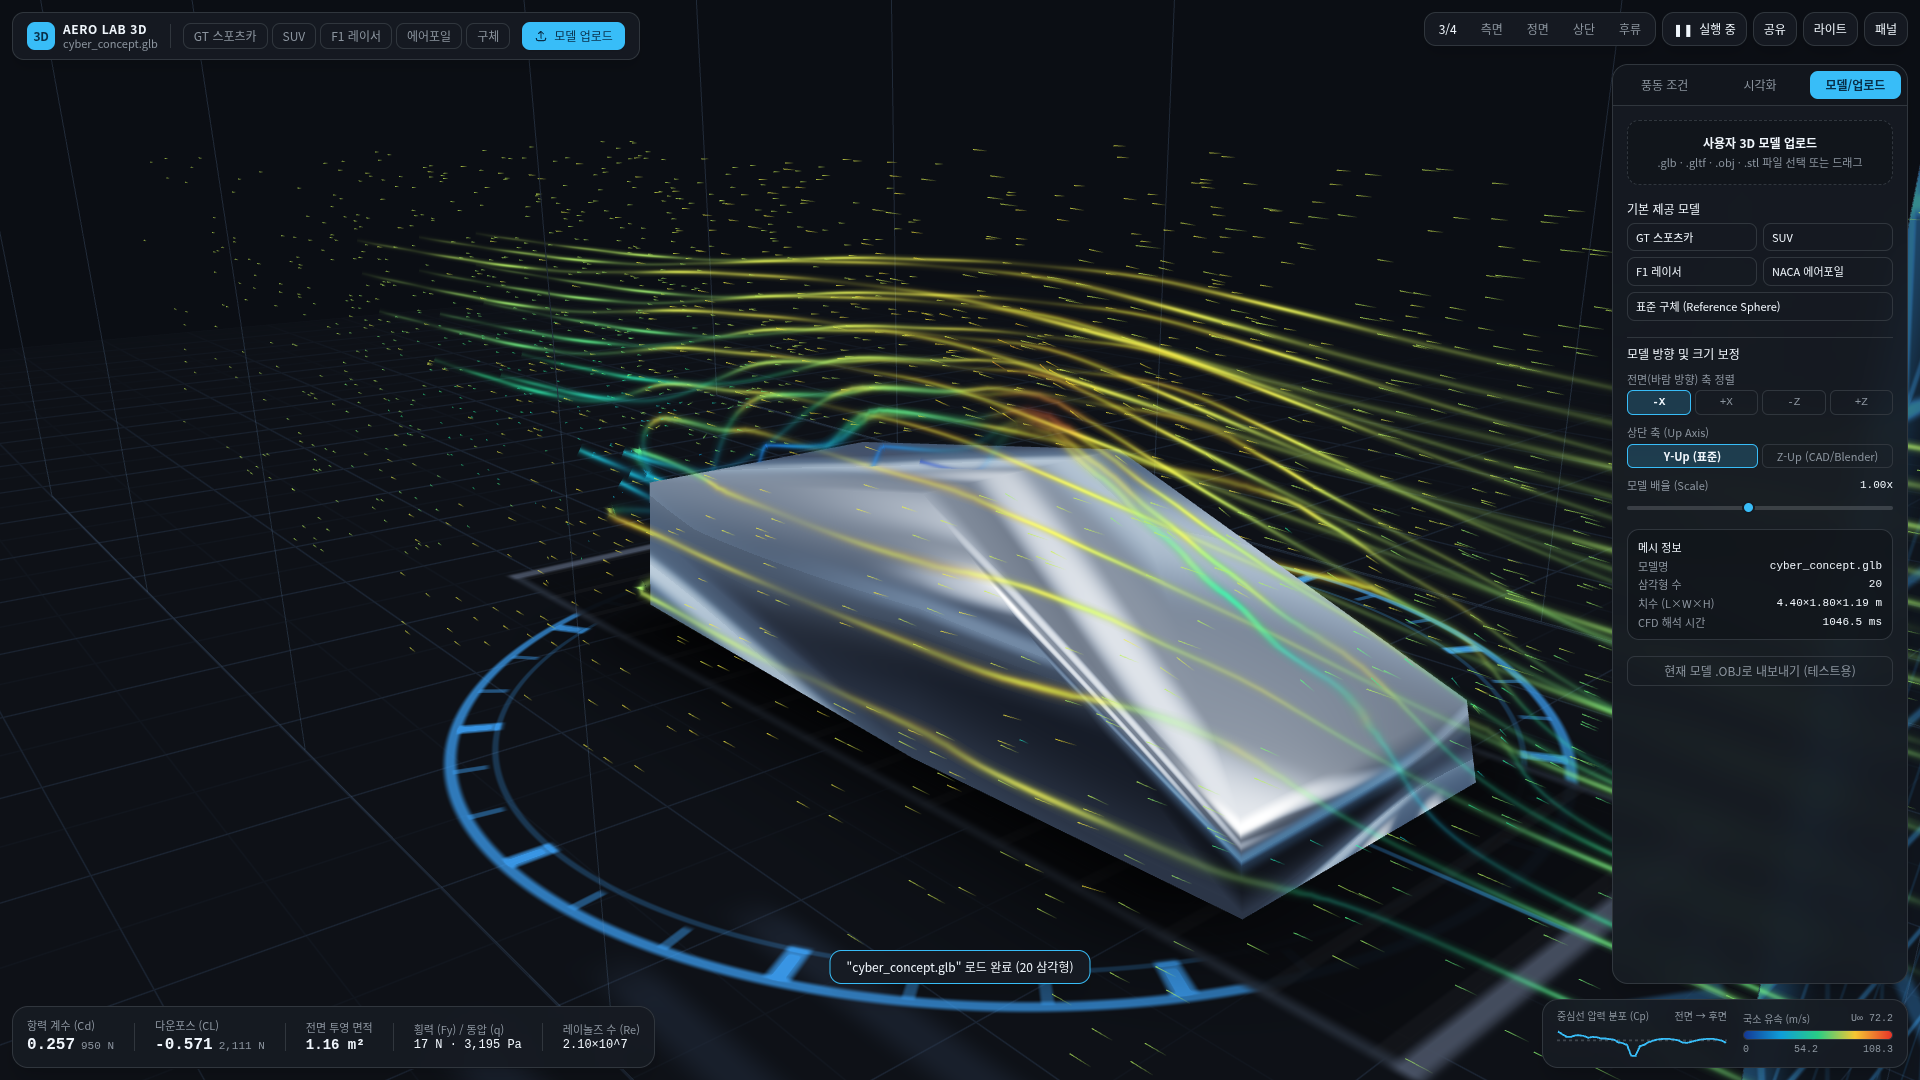 3D
AERO LAB 3D
cyber_concept.glb
GT 스포츠카
SUV
F1 레이서
에어포일
구체
모델 업로드
3/4
측면
정면
상단
후류
❚❚ 실행 중
공유
라이트
패널
풍동 조건
시각화
모델/업로드
사용자 3D 모델 업로드
.glb · .gltf · .obj · .stl 파일 선택 또는 드래그
기본 제공 모델
GT 스포츠카
SUV
F1 레이서
NACA 에어포일
표준 구체 (Reference Sphere)
모델 방향 및 크기 보정
전면(바람 방향) 축 정렬
-X
+X
-Z
+Z
상단 축 (Up Axis)
Y-Up (표준)
Z-Up (CAD/Blender)
모델 배율 (Scale)
1.00x
메시 정보
모델명 cyber_concept.glb
삼각형 수 20
치수 (L×W×H) 4.40×1.80×1.19 m
CFD 해석 시간 1046.5 ms
현재 모델 .OBJ로 내보내기 (테스트용)
"cyber_concept.glb" 로드 완료 (20 삼각형)
항력 계수 (Cd)
0.257 950 N
다운포스 (CL)
-0.571 2,111 N
전면 투영 면적
1.16 m²
횡력 (Fy) / 동압 (q)
17 N · 3,195 Pa
레이놀즈 수 (Re)
2.10×10^7
중심선 압력 분포 (Cp)
전면 → 후면
국소 유속 (m/s)
U∞ 72.2
0
54.2
108.3